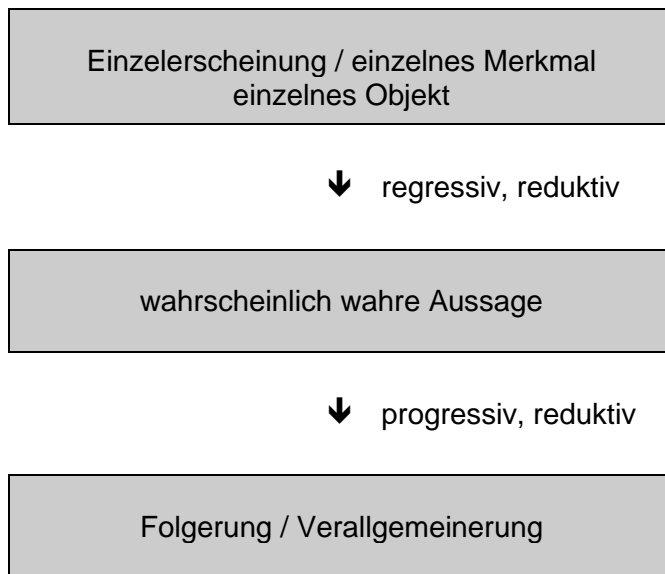 Einzelerscheinung / einzelnes Merkmal
einzelnes Objekt
regressiv, reduktiv
wahrscheinlich wahre Aussage
progressiv, reduktiv
Folgerung / Verallgemeinerung